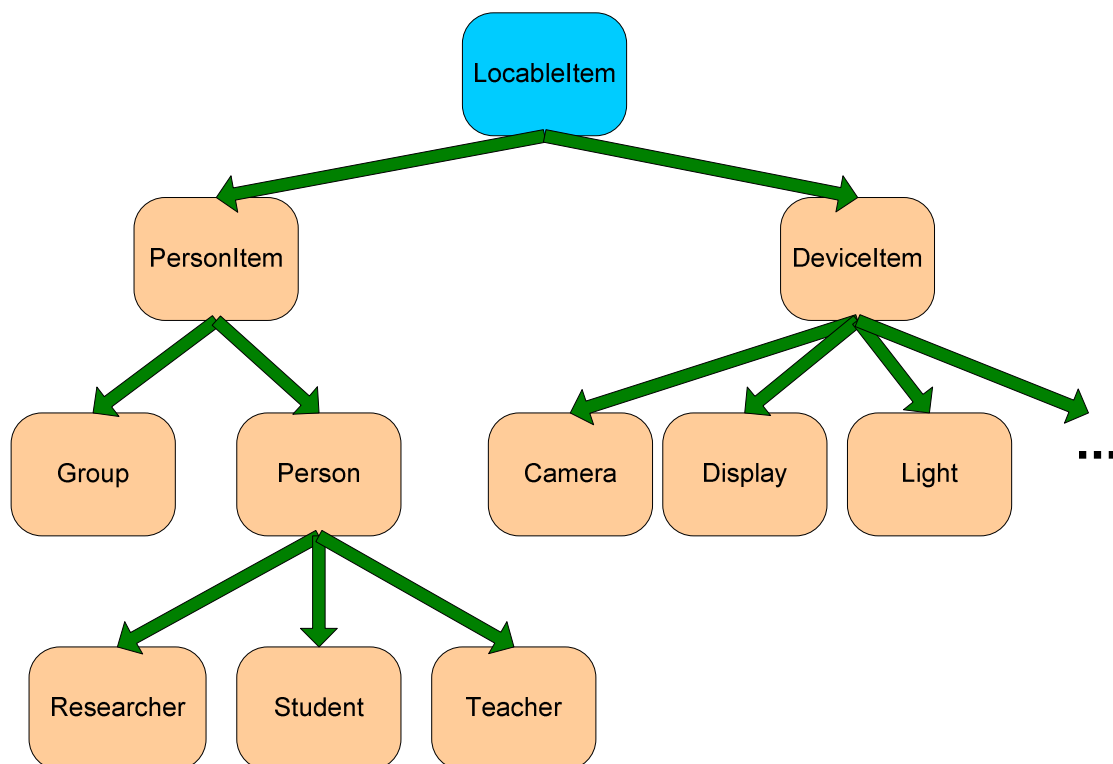 LocableItem
PersonItem
DeviceItem
Group
Person
Camera
Display
Light
...
Researcher
Student
Teacher